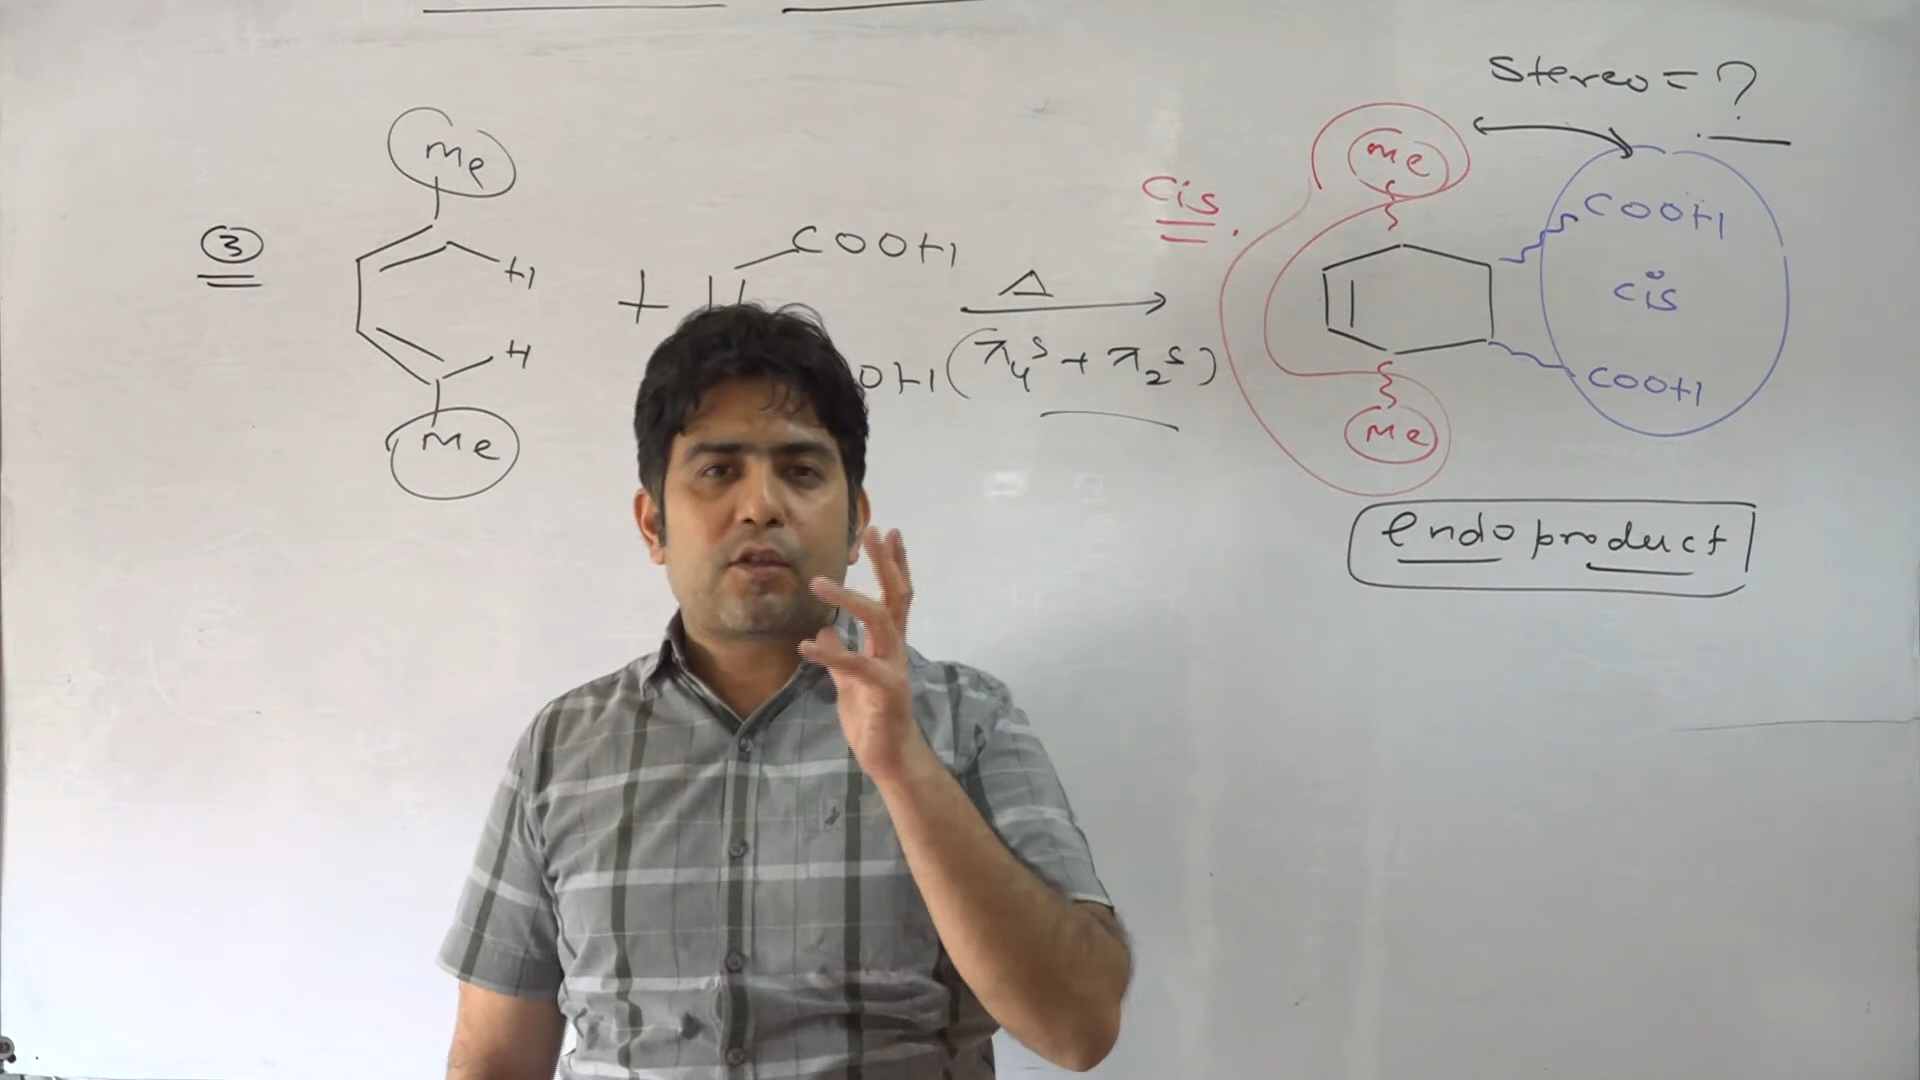 Stereo = ?
③
Me
H
H
Me
+
COOH
OH
Δ
(π4s + π2s)
cis
Me
COOH
cis
COOH
Me
endo product